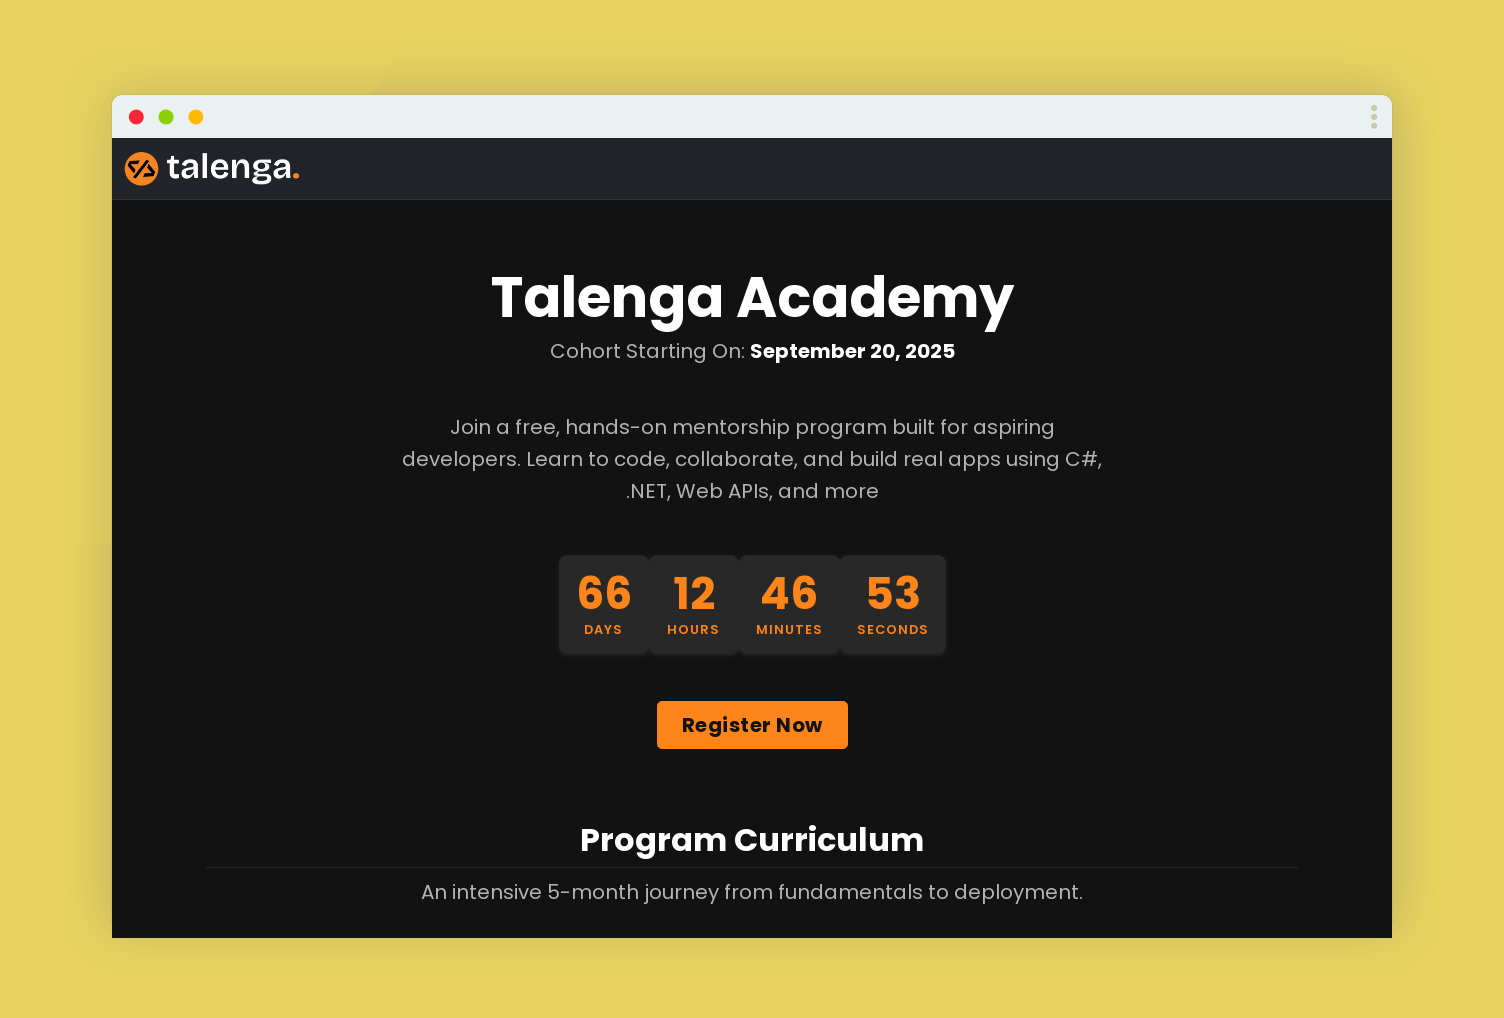 talenga.
Talenga Academy
Cohort Starting On: September 20, 2025
Join a free, hands-on mentorship program built for aspiring
developers. Learn to code, collaborate, and build real apps using C#,
.NET, Web APIs, and more
66 12 46 53
DAYS HOURS MINUTES SECONDS
Register Now
Program Curriculum
An intensive 5-month journey from fundamentals to deployment.